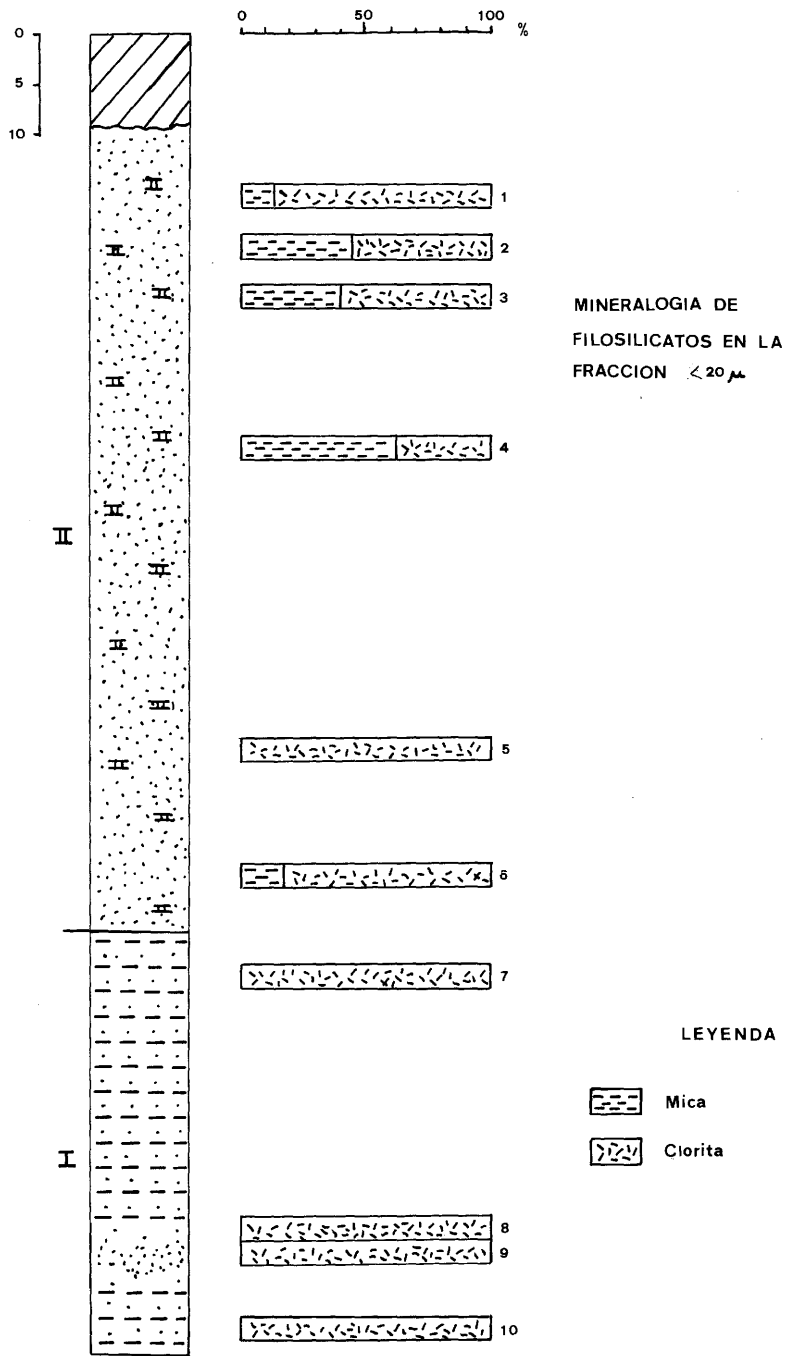 0 50 100
%
0
5
10
1
2
3
MINERALOGIA DE
FILOSILICATOS EN LA
FRACCION < 20 μ
4
II
5
6
7
LEYENDA
Mica
I
Clorita
8
9
10